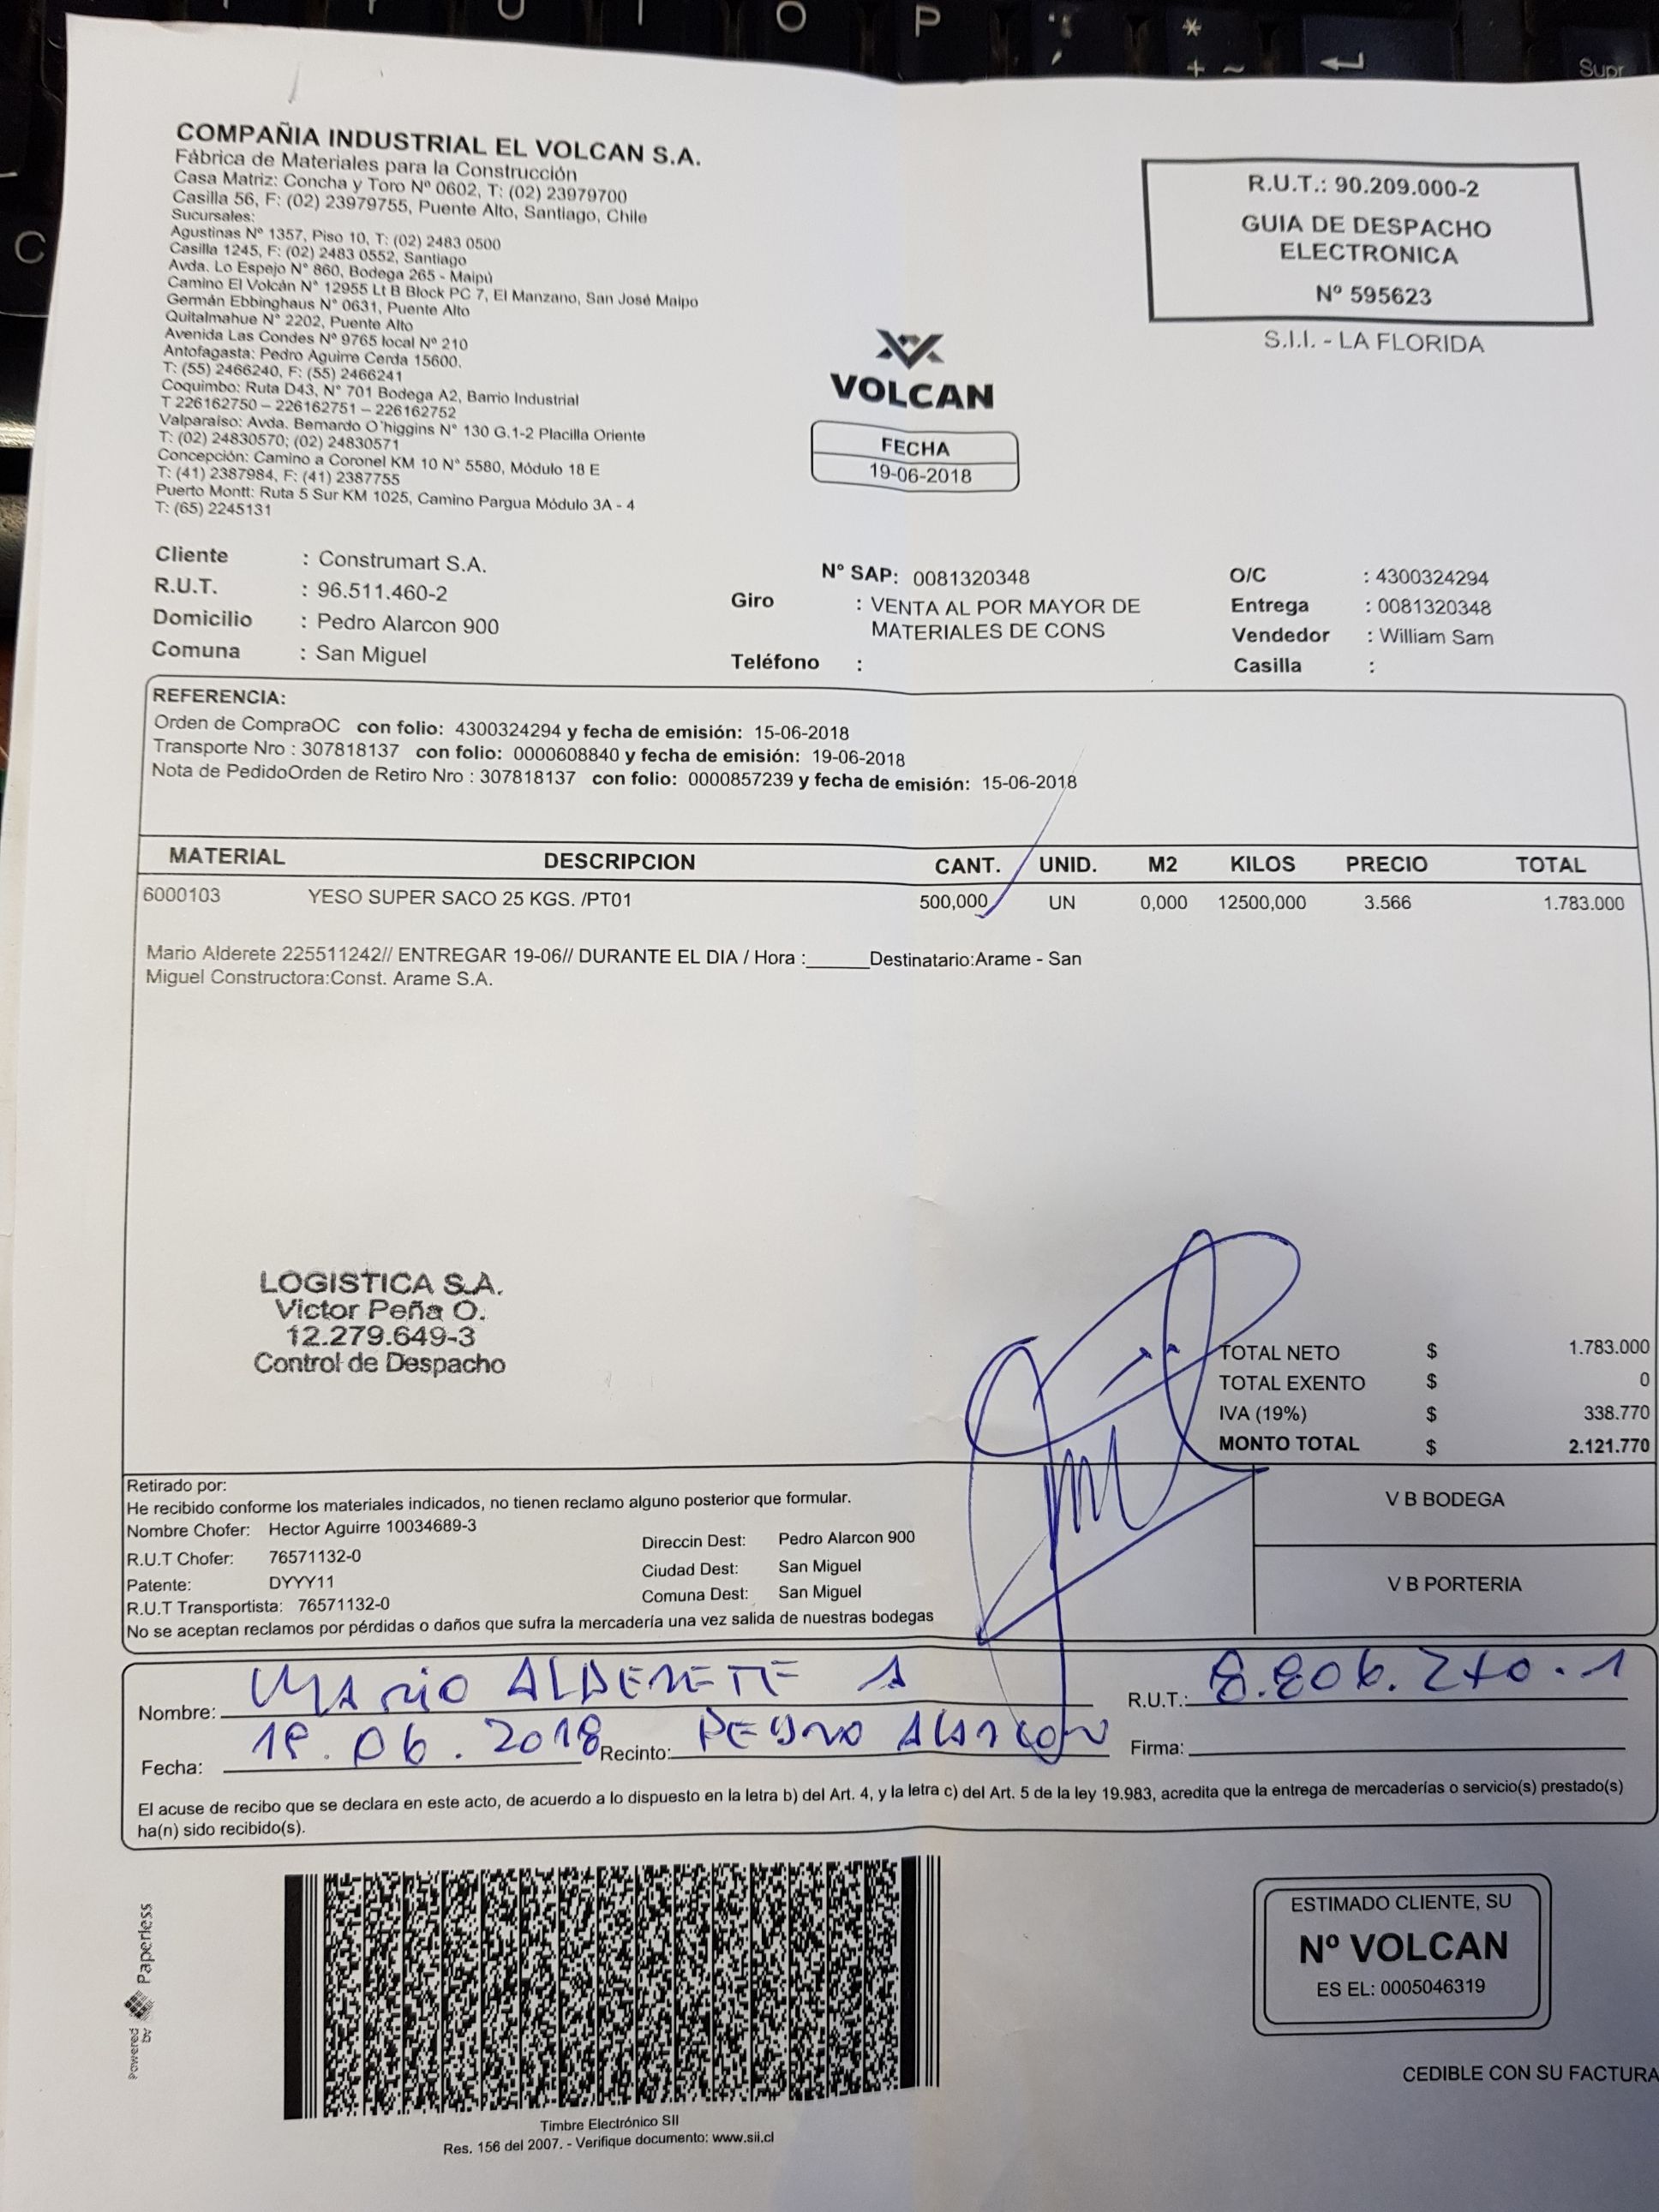 U I O P
* + ~
Supr
C
COMPAÑIA INDUSTRIAL EL VOLCAN S.A.
Fábrica de Materiales para la Construcción
Casa Matriz: Concha y Toro Nº 0602, T: (02) 23979700
Casilla 56, F: (02) 23979755, Puente Alto, Santiago, Chile
Sucursales:
Agustinas Nº 1357, Piso 10, T: (02) 2483 0500
Casilla 1245, F: (02) 2483 0552, Santiago
Avda. Lo Espejo N° 860, Bodega 265 - Maipú
Camino El Volcán N° 12955 Lt B Block PC 7, El Manzano, San José Maipo
Germán Ebbinghaus N° 0631, Puente Alto
Quitalmahue N° 2202, Puente Alto
Avenida Las Condes Nº 9765 local Nº 210
Antofagasta: Pedro Aguirre Cerda 15600.
T: (55) 2466240, F: (55) 2466241
Coquimbo: Ruta D43, N° 701 Bodega A2, Barrio Industrial
T 226162750 – 226162751 – 226162752
Valparaíso: Avda. Bernardo O´higgins N° 130 G.1-2 Placilla Oriente
T: (02) 24830570; (02) 24830571
Concepción: Camino a Coronel KM 10 N° 5580, Módulo 18 E
T: (41) 2387984, F: (41) 2387755
Puerto Montt: Ruta 5 Sur KM 1025, Camino Pargua Módulo 3A - 4
T: (65) 2245131
VOLCAN
FECHA
19-06-2018
R.U.T.: 90.209.000-2
GUIA DE DESPACHO
ELECTRONICA
Nº 595623
S.I.I. - LA FLORIDA
Cliente : Construmart S.A.
R.U.T. : 96.511.460-2
Domicilio : Pedro Alarcon 900
Comuna : San Miguel
N° SAP: 0081320348
Giro : VENTA AL POR MAYOR DE
MATERIALES DE CONS
Teléfono :
O/C : 4300324294
Entrega : 0081320348
Vendedor : William Sam
Casilla :
REFERENCIA:
Orden de CompraOC con folio: 4300324294 y fecha de emisión: 15-06-2018
Transporte Nro : 307818137 con folio: 0000608840 y fecha de emisión: 19-06-2018
Nota de PedidoOrden de Retiro Nro : 307818137 con folio: 0000857239 y fecha de emisión: 15-06-2018
MATERIAL DESCRIPCION CANT. UNID. M2 KILOS PRECIO TOTAL
6000103 YESO SUPER SACO 25 KGS. /PT01 500,000 UN 0,000 12500,000 3.566 1.783.000
Mario Alderete 225511242// ENTREGAR 19-06// DURANTE EL DIA / Hora :______Destinatario:Arame - San
Miguel Constructora:Const. Arame S.A.
LOGISTICA S.A.
Victor Peña O.
12.279.649-3
Control de Despacho
TOTAL NETO $ 1.783.000
TOTAL EXENTO $ 0
IVA (19%) $ 338.770
MONTO TOTAL $ 2.121.770
Retirado por:
He recibido conforme los materiales indicados, no tienen reclamo alguno posterior que formular.
Nombre Chofer: Hector Aguirre 10034689-3
R.U.T Chofer: 76571132-0
Patente: DYYY11
R.U.T Transportista: 76571132-0
Direccin Dest: Pedro Alarcon 900
Ciudad Dest: San Miguel
Comuna Dest: San Miguel
No se aceptan reclamos por pérdidas o daños que sufra la mercadería una vez salida de nuestras bodegas
V B BODEGA
V B PORTERIA
Nombre: MARIO ALDERETE A R.U.T.: 8.806.270.1
Fecha: 19.06.2018 Recinto: PEDRO ALARCON Firma:
El acuse de recibo que se declara en este acto, de acuerdo a lo dispuesto en la letra b) del Art. 4, y la letra c) del Art. 5 de la ley 19.983, acredita que la entrega de mercaderías o servicio(s) prestado(s)
ha(n) sido recibido(s).
Powered by Paperless
Timbre Electrónico SII
Res. 156 del 2007. - Verifique documento: www.sii.cl
ESTIMADO CLIENTE, SU
Nº VOLCAN
ES EL: 0005046319
CEDIBLE CON SU FACTURA